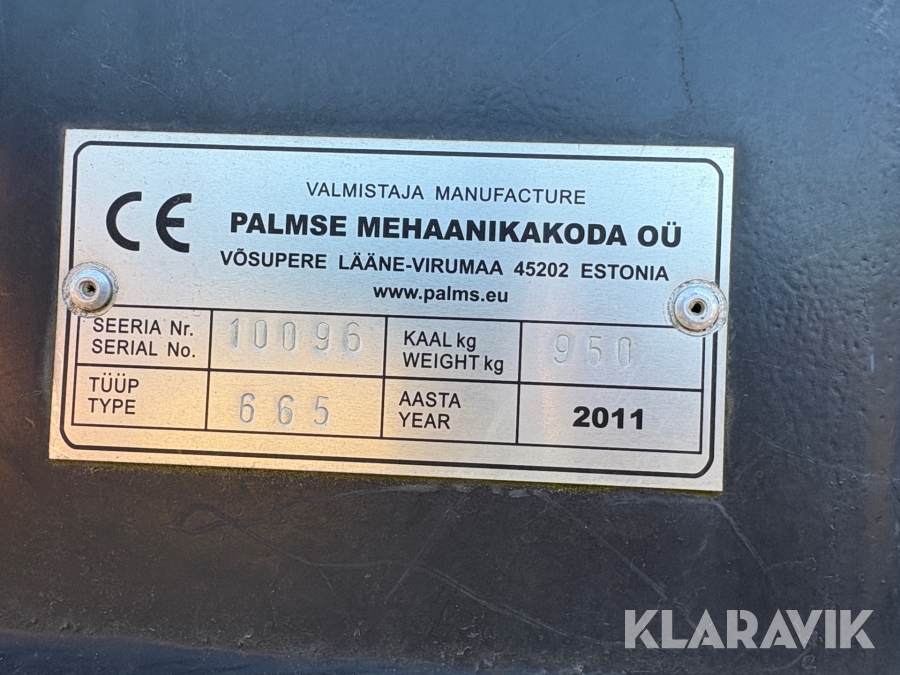 CE
VALMISTAJA MANUFACTURE
PALMSE MEHAANIKAKODA OÜ
VÕSUPERE LÄÄNE-VIRUMAA 45202 ESTONIA
www.palms.eu
SEERIA Nr. 10096 KAAL kg 950
SERIAL No. WEIGHT kg
TÜÜP 665 AASTA 2011
TYPE YEAR
KLARAVIK